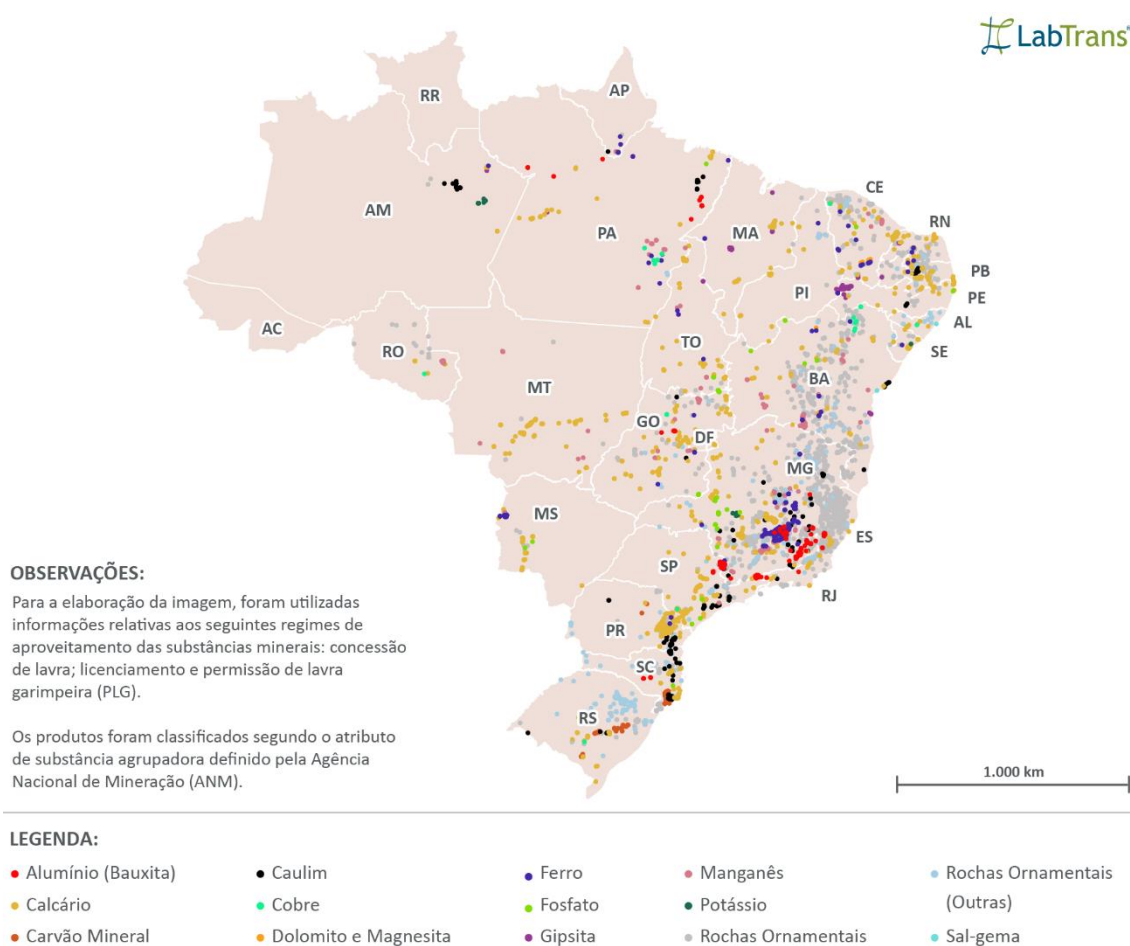 LabTrans
RR
AP
AM
PA
MA
CE
RN
PB
PE
AL
SE
PI
AC
RO
TO
BA
MT
GO
DF
MG
MS
ES
SP
RJ
PR
SC
RS
OBSERVAÇÕES:
Para a elaboração da imagem, foram utilizadas
informações relativas aos seguintes regimes de
aproveitamento das substâncias minerais: concessão
de lavra; licenciamento e permissão de lavra
garimpeira (PLG).
Os produtos foram classificados segundo o atributo
de substância agrupadora definido pela Agência
Nacional de Mineração (ANM).
1.000 km
LEGENDA:
Alumínio (Bauxita)
Calcário
Carvão Mineral
Caulim
Cobre
Dolomito e Magnesita
Ferro
Fosfato
Gipsita
Manganês
Potássio
Rochas Ornamentais
Rochas Ornamentais
(Outras)
Sal-gema